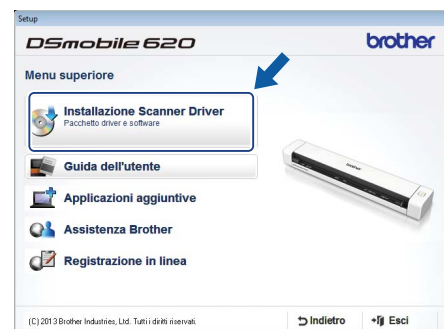 Setup
DSmobile 620
brother
Menu superiore
Installazione Scanner Driver
Pacchetto driver e software
Guida dell'utente
Applicazioni aggiuntive
Assistenza Brother
Registrazione in linea
(C) 2013 Brother Industries, Ltd. Tutti i diritti riservati.
Indietro
Esci